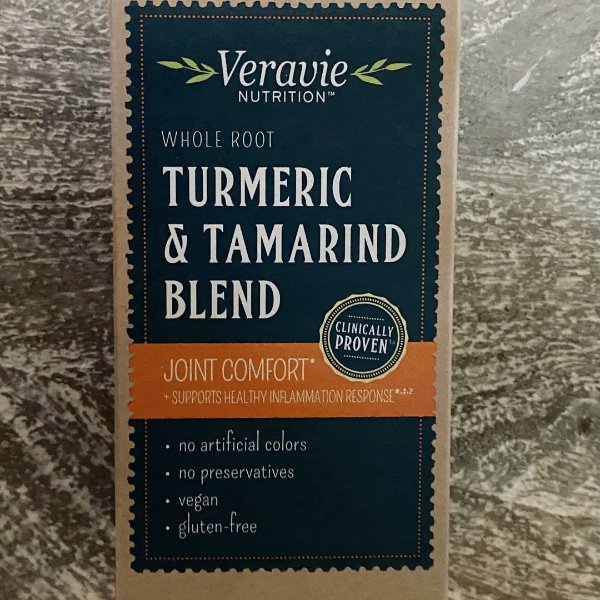 Veravie
NUTRITION™
WHOLE ROOT
TURMERIC
& TAMARIND
BLEND
CLINICALLY
PROVEN
JOINT COMFORT*
+ SUPPORTS HEALTHY INFLAMMATION RESPONSE*
• no artificial colors
• no preservatives
• vegan
• gluten-free